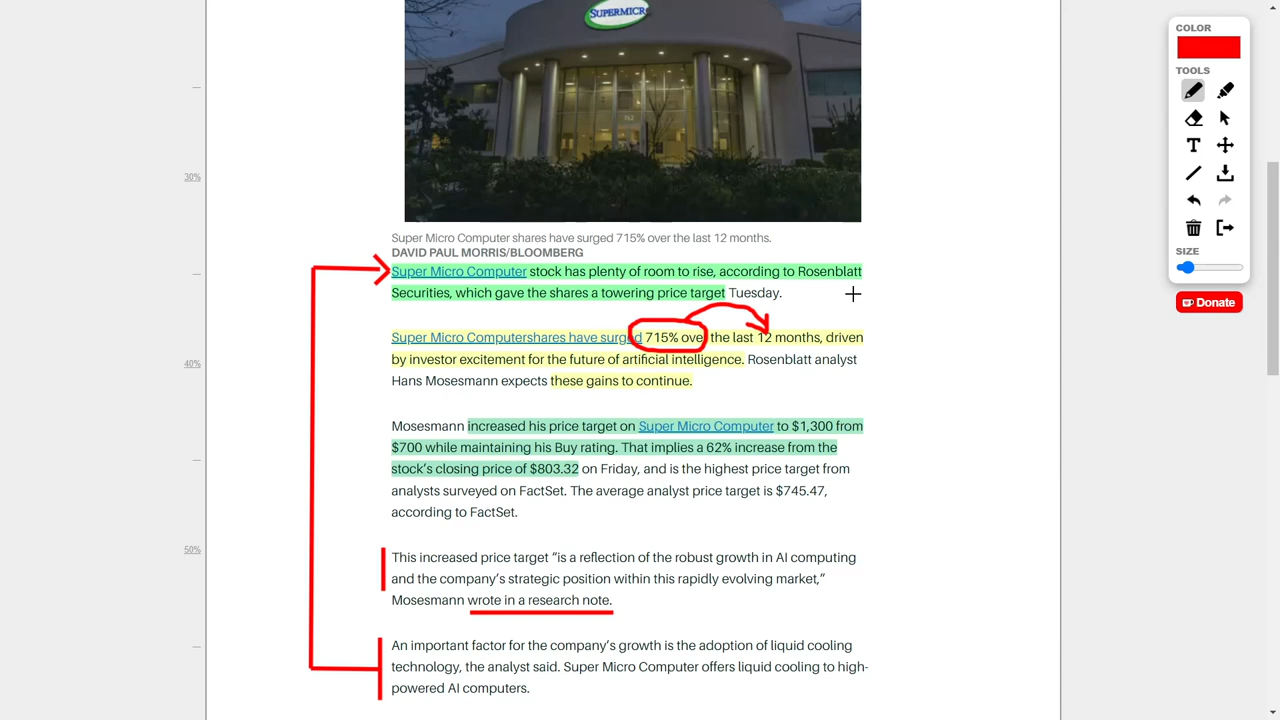 SUPERMICR
COLOR
TOOLS
T
SIZE
Donate
30%
40%
50%
Super Micro Computer shares have surged 715% over the last 12 months.
DAVID PAUL MORRIS/BLOOMBERG
Super Micro Computer stock has plenty of room to rise, according to Rosenblatt
Securities, which gave the shares a towering price target Tuesday.
Super Micro Computershares have surged 715% over the last 12 months, driven
by investor excitement for the future of artificial intelligence. Rosenblatt analyst
Hans Mosesmann expects these gains to continue.
Mosesmann increased his price target on Super Micro Computer to $1,300 from
$700 while maintaining his Buy rating. That implies a 62% increase from the
stock’s closing price of $803.32 on Friday, and is the highest price target from
analysts surveyed on FactSet. The average analyst price target is $745.47,
according to FactSet.
This increased price target “is a reflection of the robust growth in AI computing
and the company’s strategic position within this rapidly evolving market,”
Mosesmann wrote in a research note.
An important factor for the company’s growth is the adoption of liquid cooling
technology, the analyst said. Super Micro Computer offers liquid cooling to high-
powered AI computers.